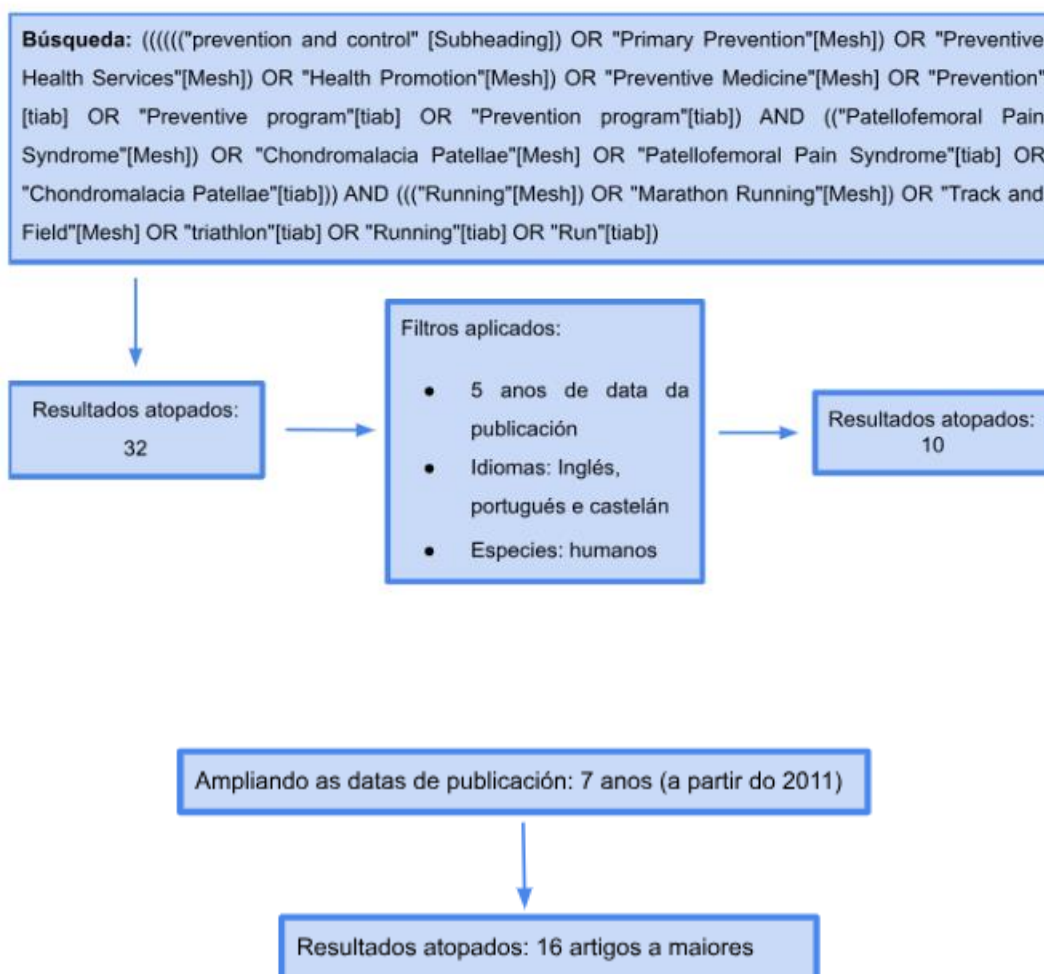 Búsqueda: (((((("prevention and control" [Subheading]) OR "Primary Prevention"[Mesh]) OR "Preventive
Health Services"[Mesh]) OR "Health Promotion"[Mesh]) OR "Preventive Medicine"[Mesh] OR "Prevention"
[tiab] OR "Preventive program"[tiab] OR "Prevention program"[tiab]) AND (("Patellofemoral Pain
Syndrome"[Mesh]) OR "Chondromalacia Patellae"[Mesh] OR "Patellofemoral Pain Syndrome"[tiab] OR
"Chondromalacia Patellae"[tiab])) AND ((("Running"[Mesh]) OR "Marathon Running"[Mesh]) OR "Track and
Field"[Mesh] OR "triathlon"[tiab] OR "Running"[tiab] OR "Run"[tiab])
Resultados atopados:
32
Filtros aplicados:
● 5 anos de data da
publicación
● Idiomas: Inglés,
portugués e castelán
● Especies: humanos
Resultados atopados:
10
Ampliando as datas de publicación: 7 anos (a partir do 2011)
Resultados atopados: 16 artigos a maiores